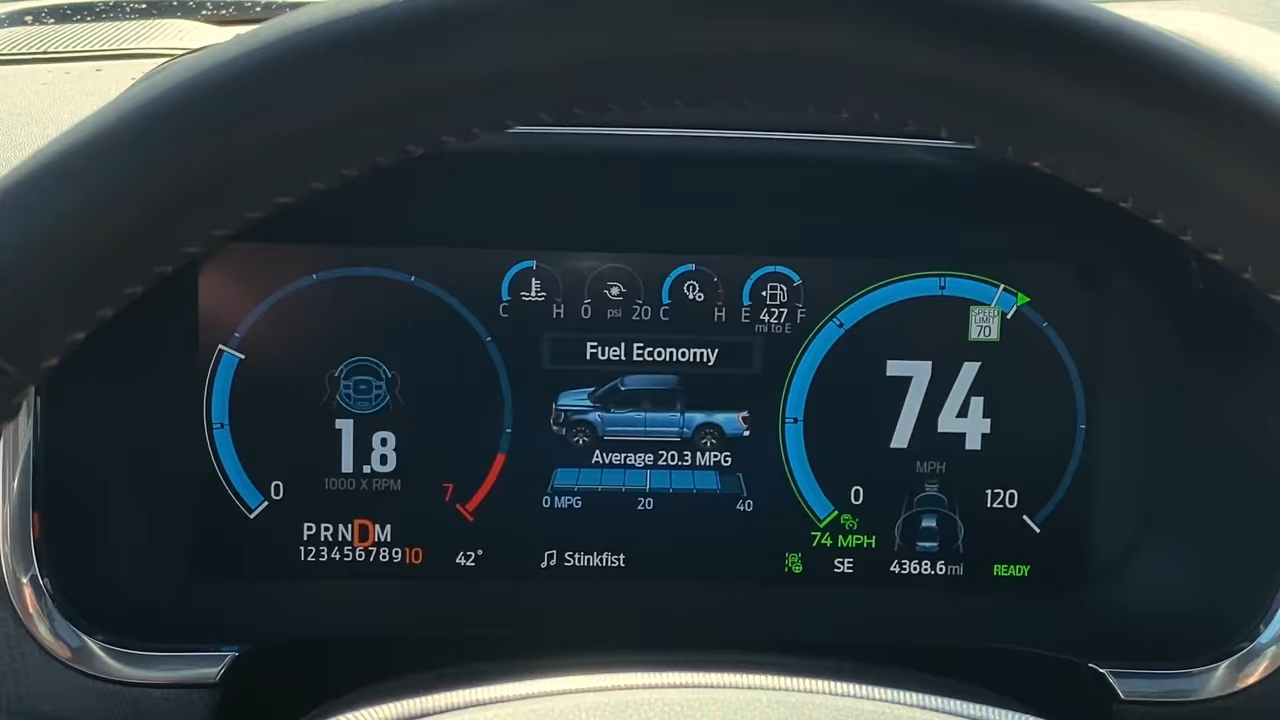 C H
0 psi 20
C H
E 427 F
mi to E
Fuel Economy
Average 20.3 MPG
0 MPG 20 40
1.8
1000 X RPM
0
7
PRNDM
12345678910
42°
Stinkfist
SPEED
LIMIT
70
74
MPH
0
120
74 MPH
SE
4368.6mi
READY